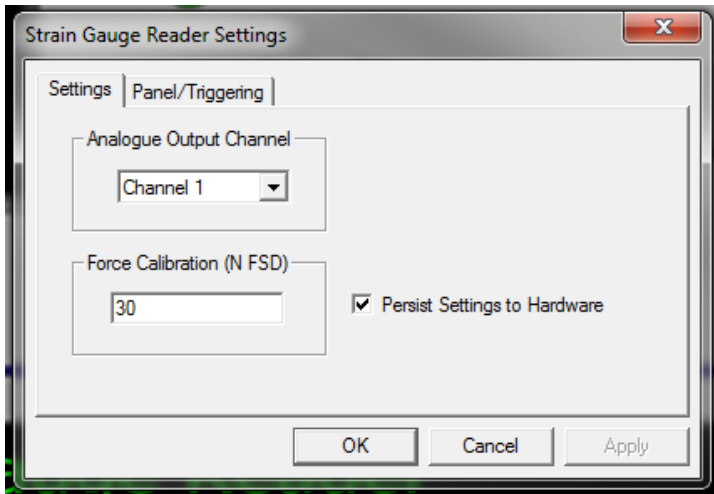 Strain Gauge Reader Settings
Settings
Panel/Triggering
Analogue Output Channel
Channel 1
Force Calibration (N FSD)
30
Persist Settings to Hardware
OK
Cancel
Apply